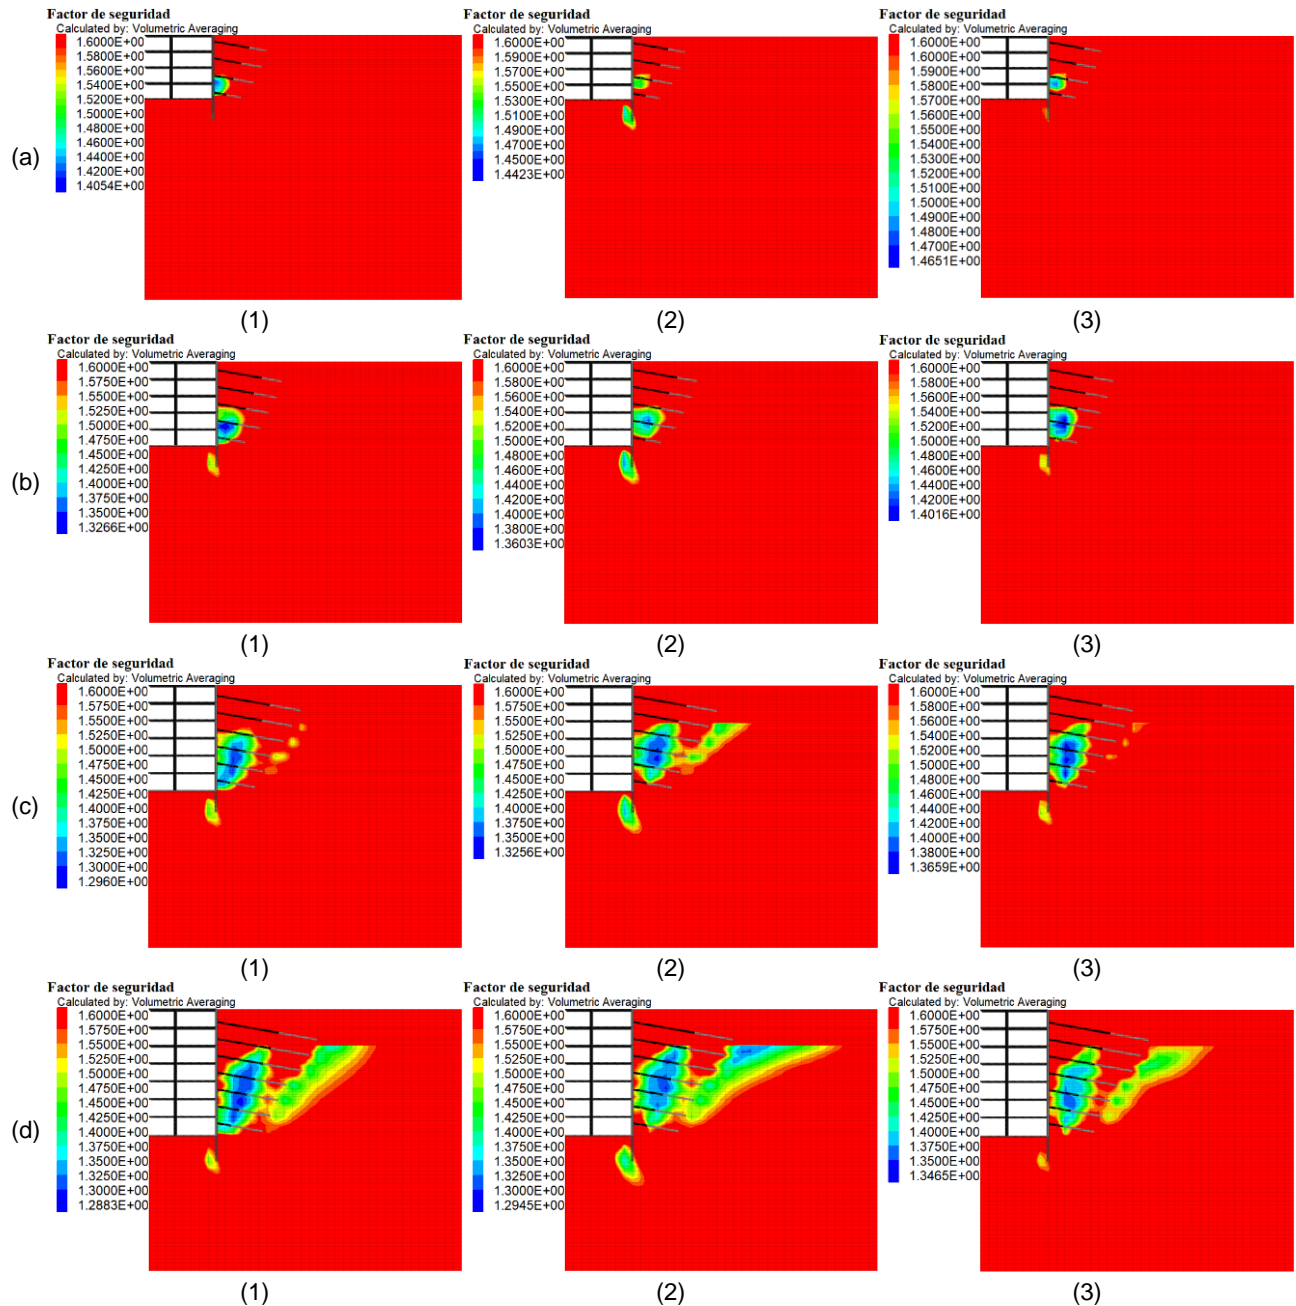 Factor de seguridad
Calculated by: Volumetric Averaging
1.6000E+00
1.5800E+00
1.5600E+00
1.5400E+00
1.5200E+00
1.5000E+00
1.4800E+00
1.4600E+00
1.4400E+00
1.4200E+00
1.4054E+00
(1)
Factor de seguridad
Calculated by: Volumetric Averaging
1.6000E+00
1.5900E+00
1.5700E+00
1.5500E+00
1.5300E+00
1.5100E+00
1.4900E+00
1.4700E+00
1.4500E+00
1.4423E+00
(2)
Factor de seguridad
Calculated by: Volumetric Averaging
1.6000E+00
1.6000E+00
1.5900E+00
1.5800E+00
1.5700E+00
1.5600E+00
1.5500E+00
1.5400E+00
1.5300E+00
1.5200E+00
1.5100E+00
1.5000E+00
1.4900E+00
1.4800E+00
1.4700E+00
1.4651E+00
(3)
(a)
Factor de seguridad
Calculated by: Volumetric Averaging
1.6000E+00
1.5750E+00
1.5500E+00
1.5250E+00
1.5000E+00
1.4750E+00
1.4500E+00
1.4250E+00
1.4000E+00
1.3750E+00
1.3500E+00
1.3266E+00
(1)
Factor de seguridad
Calculated by: Volumetric Averaging
1.6000E+00
1.5800E+00
1.5600E+00
1.5400E+00
1.5200E+00
1.5000E+00
1.4800E+00
1.4600E+00
1.4400E+00
1.4200E+00
1.4000E+00
1.3800E+00
1.3603E+00
(2)
Factor de seguridad
Calculated by: Volumetric Averaging
1.6000E+00
1.5800E+00
1.5600E+00
1.5400E+00
1.5200E+00
1.5000E+00
1.4800E+00
1.4600E+00
1.4400E+00
1.4200E+00
1.4016E+00
(3)
(b)
Factor de seguridad
Calculated by: Volumetric Averaging
1.6000E+00
1.5750E+00
1.5500E+00
1.5250E+00
1.5000E+00
1.4750E+00
1.4500E+00
1.4250E+00
1.4000E+00
1.3750E+00
1.3500E+00
1.3250E+00
1.3000E+00
1.2960E+00
(1)
Factor de seguridad
Calculated by: Volumetric Averaging
1.6000E+00
1.5750E+00
1.5500E+00
1.5250E+00
1.5000E+00
1.4750E+00
1.4500E+00
1.4250E+00
1.4000E+00
1.3750E+00
1.3500E+00
1.3256E+00
(2)
Factor de seguridad
Calculated by: Volumetric Averaging
1.6000E+00
1.5800E+00
1.5600E+00
1.5400E+00
1.5200E+00
1.5000E+00
1.4800E+00
1.4600E+00
1.4400E+00
1.4200E+00
1.4000E+00
1.3800E+00
1.3659E+00
(3)
(c)
Factor de seguridad
Calculated by: Volumetric Averaging
1.6000E+00
1.5750E+00
1.5500E+00
1.5250E+00
1.5000E+00
1.4750E+00
1.4500E+00
1.4250E+00
1.4000E+00
1.3750E+00
1.3500E+00
1.3250E+00
1.3000E+00
1.2883E+00
(1)
Factor de seguridad
Calculated by: Volumetric Averaging
1.6000E+00
1.5750E+00
1.5500E+00
1.5250E+00
1.5000E+00
1.4750E+00
1.4500E+00
1.4250E+00
1.4000E+00
1.3750E+00
1.3500E+00
1.3250E+00
1.3000E+00
1.2945E+00
(2)
Factor de seguridad
Calculated by: Volumetric Averaging
1.6000E+00
1.5750E+00
1.5500E+00
1.5250E+00
1.5000E+00
1.4750E+00
1.4500E+00
1.4250E+00
1.4000E+00
1.3750E+00
1.3500E+00
1.3465E+00
(3)
(d)